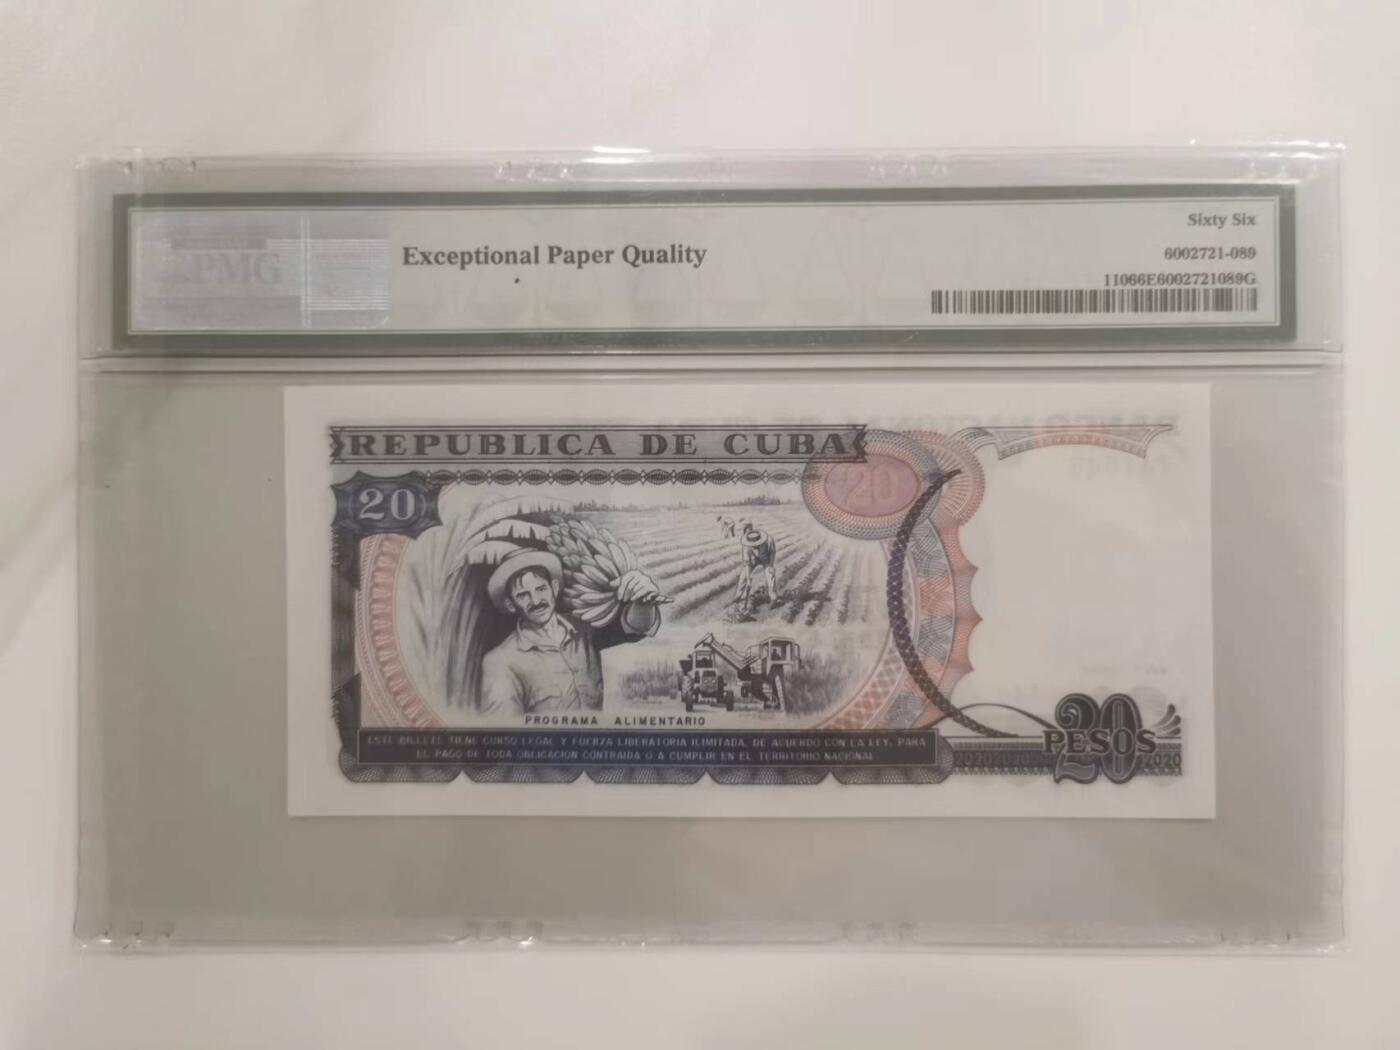 PMG
Exceptional Paper Quality
Sixty Six
6002721-089
11066E6002721089G
REPUBLICA DE CUBA
20
20
PROGRAMA ALIMENTARIO
ESTE BILLETE TIENE CURSO LEGAL Y FUERZA LIBERATORIA ILIMITADA, DE ACUERDO CON LA LEY, PARA
EL PAGO DE TODA OBLIGACION CONTRAIDA O A CUMPLIR EN EL TERRITORIO NACIONAL.
20
PESOS
2020